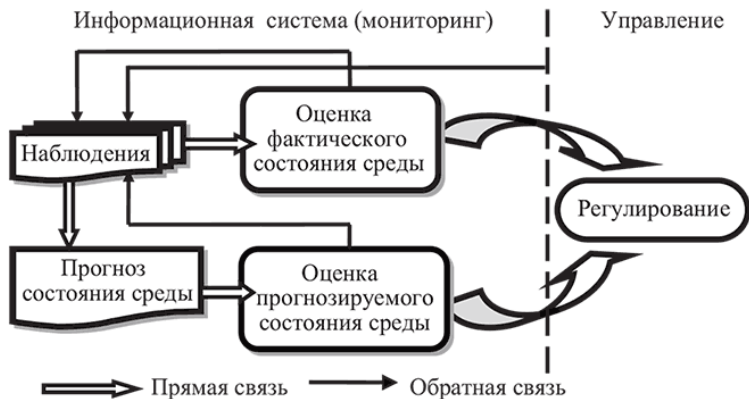 Информационная система (мониторинг)
Управление
Оценка
фактического
состояния среды
Наблюдения
Регулирование
Прогноз
состояния среды
Оценка
прогнозируемого
состояния среды
Прямая связь
Обратная связь